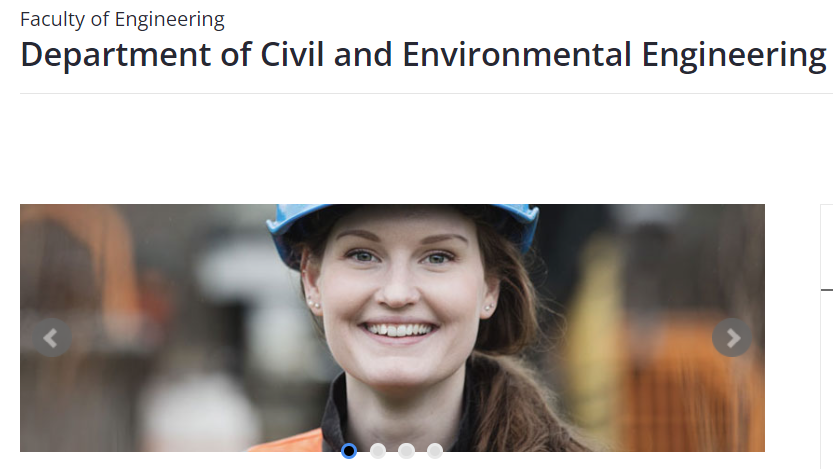 Faculty of Engineering
Department of Civil and Environmental Engineering